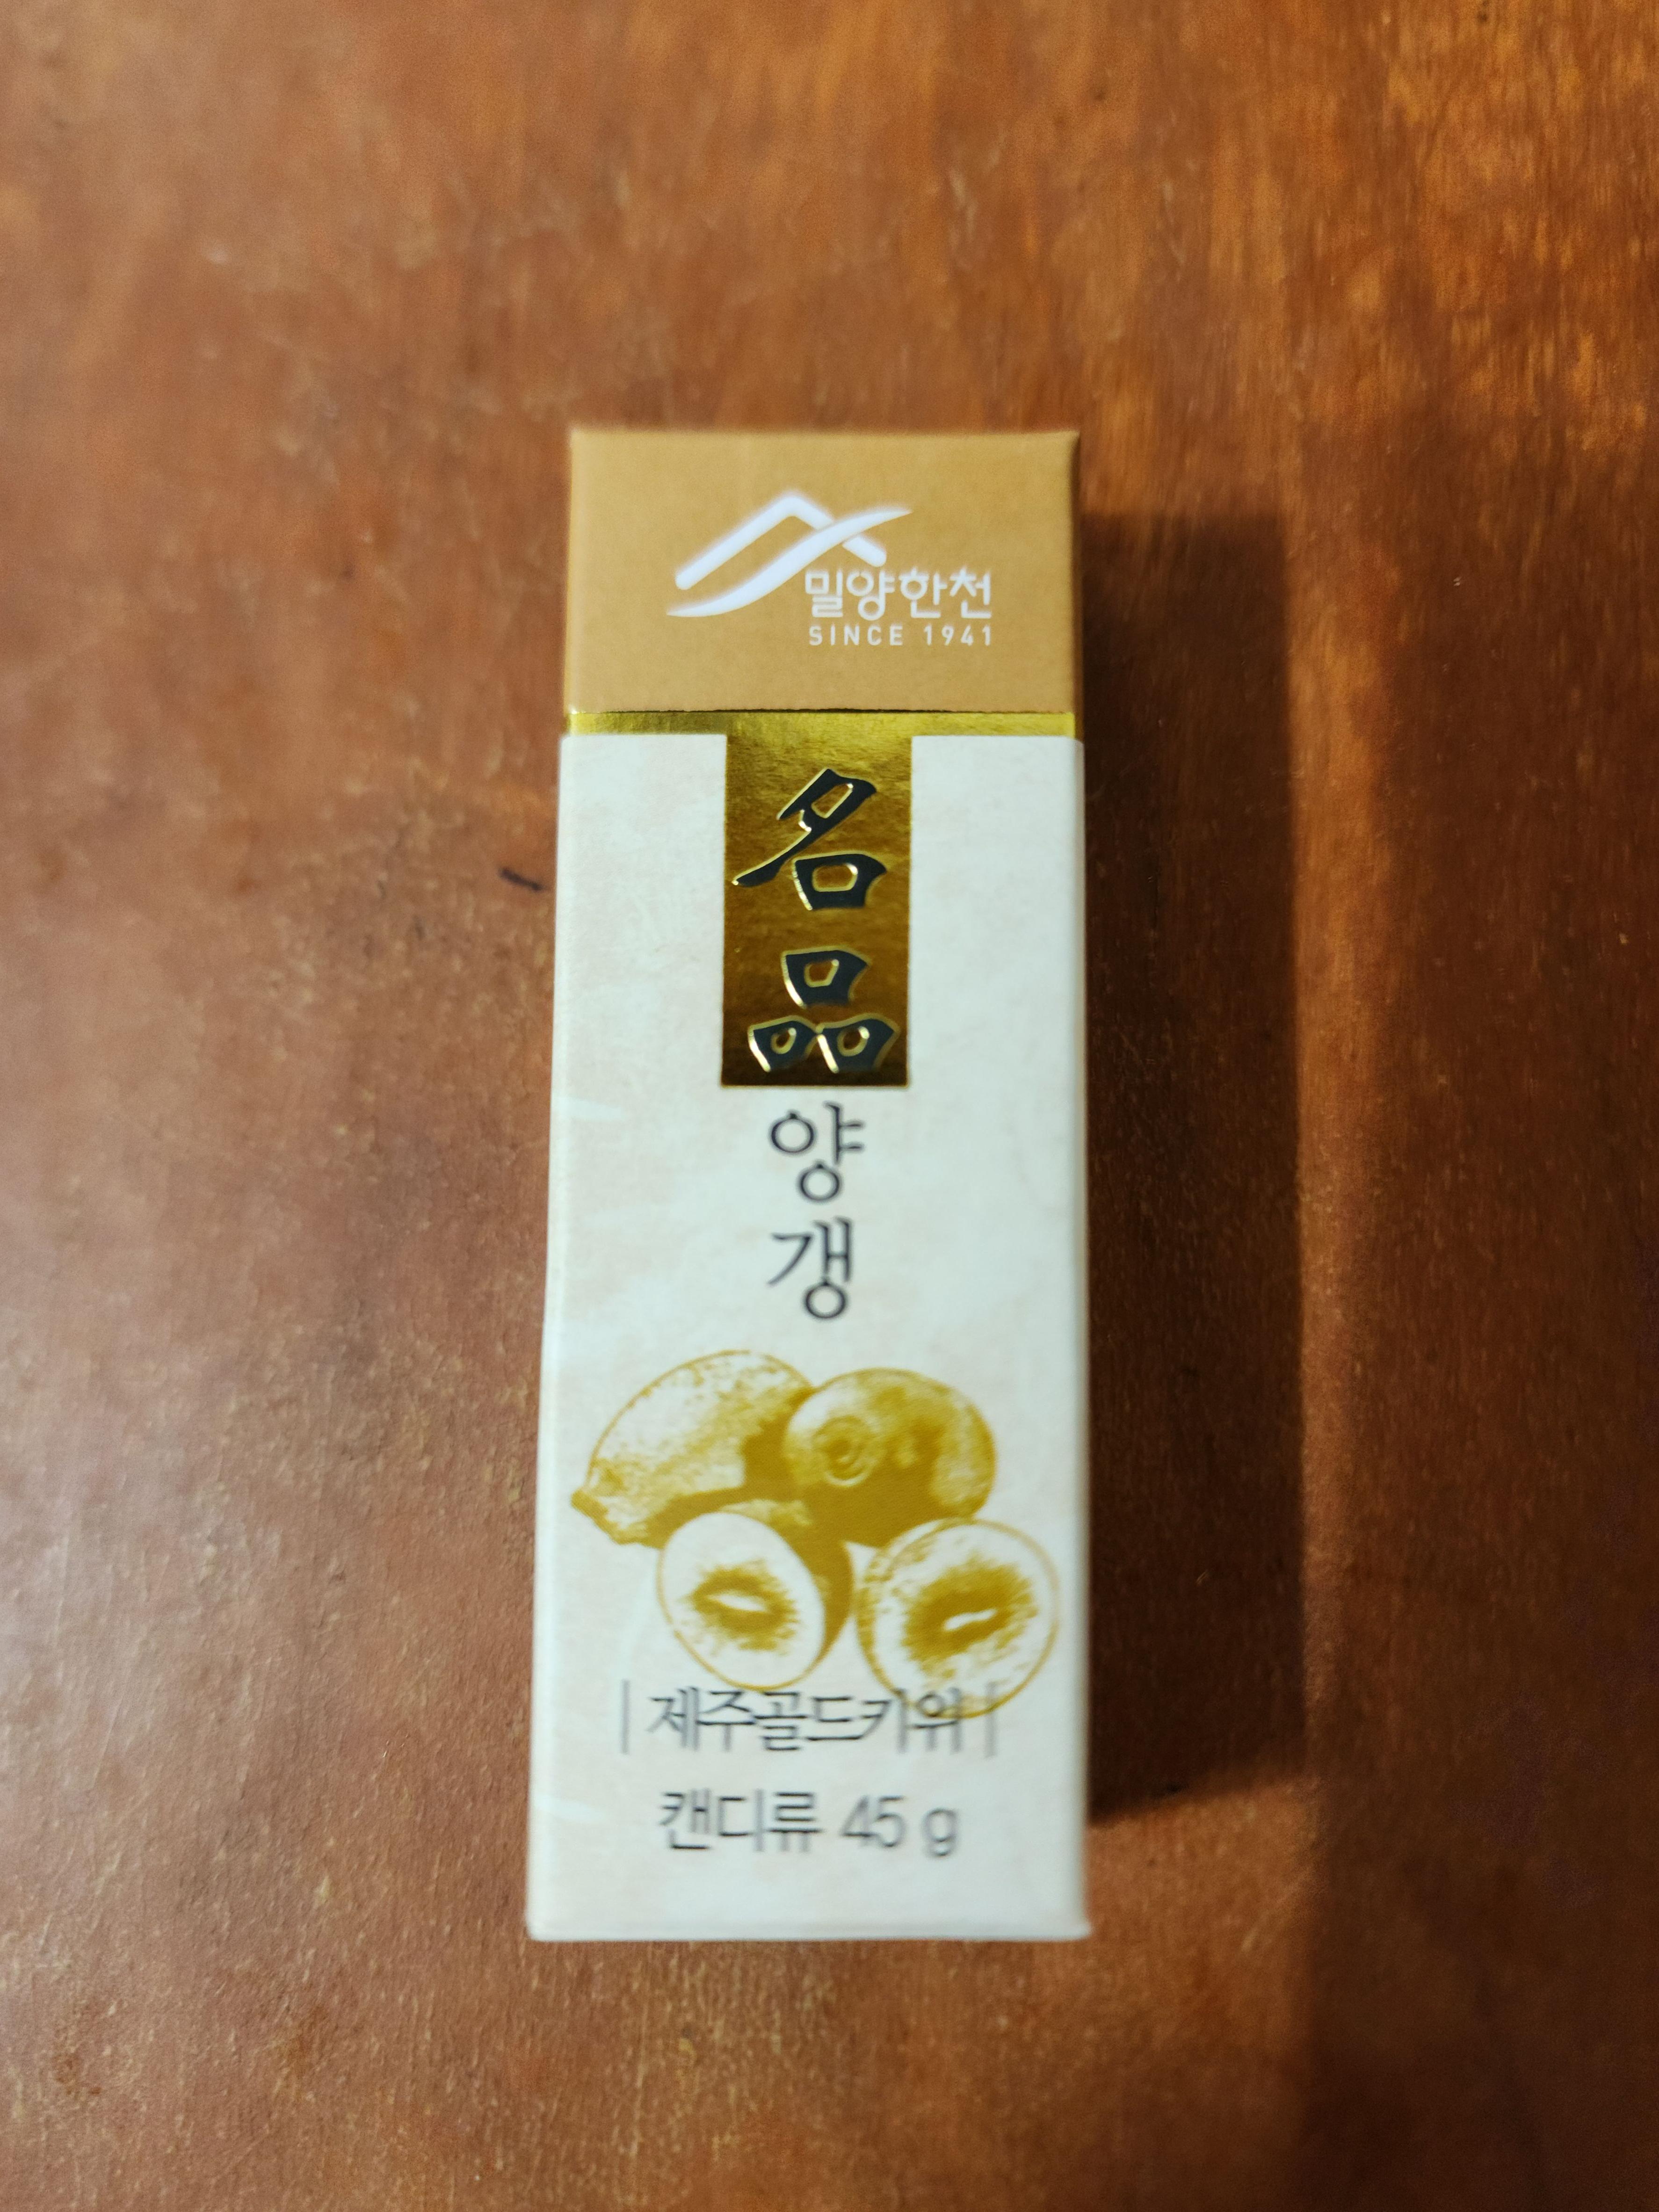 밀양한천
SINCE 1941
名
品
양
갱
| 제주골드키위 |
캔디류 45 g